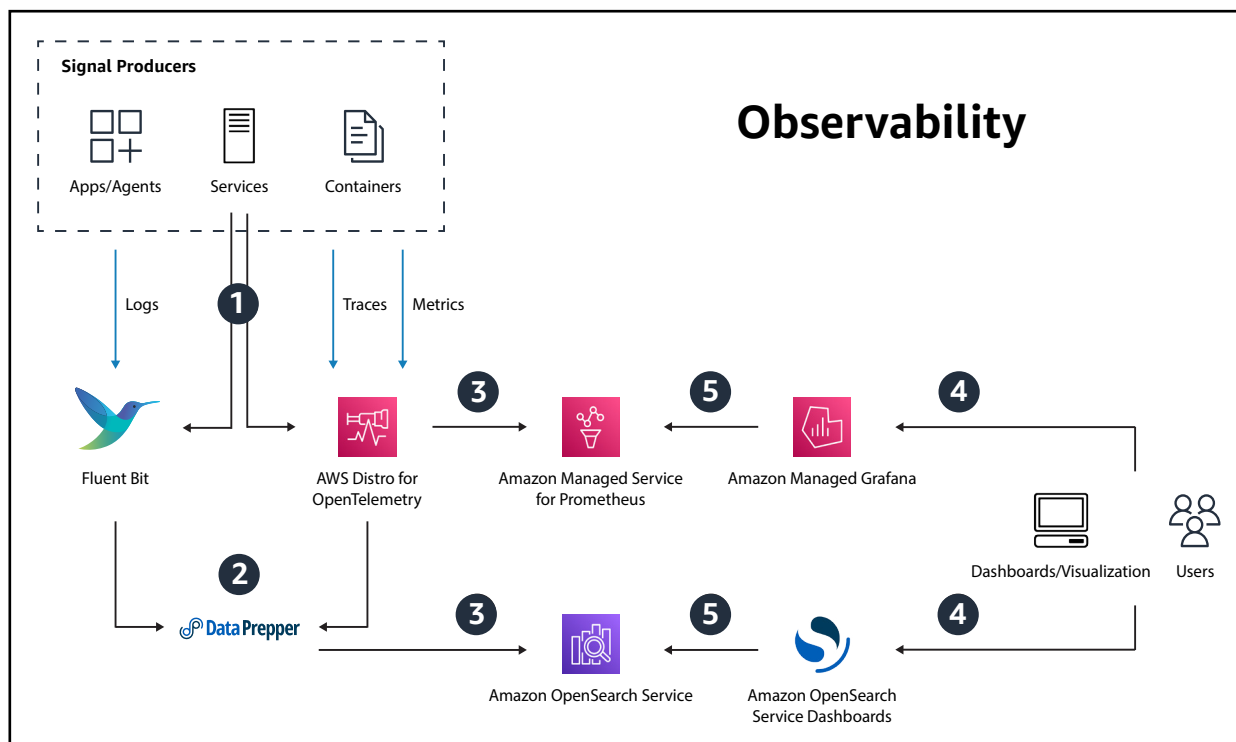 Signal Producers
Observability
Apps/Agents
Services
Containers
Logs
1
Traces
Metrics
3
5
4
Fluent Bit
AWS Distro for
OpenTelemetry
Amazon Managed Service
for Prometheus
Amazon Managed Grafana
Dashboards/Visualization
Users
2
Data Prepper
3
5
4
Amazon OpenSearch Service
Amazon OpenSearch
Service Dashboards